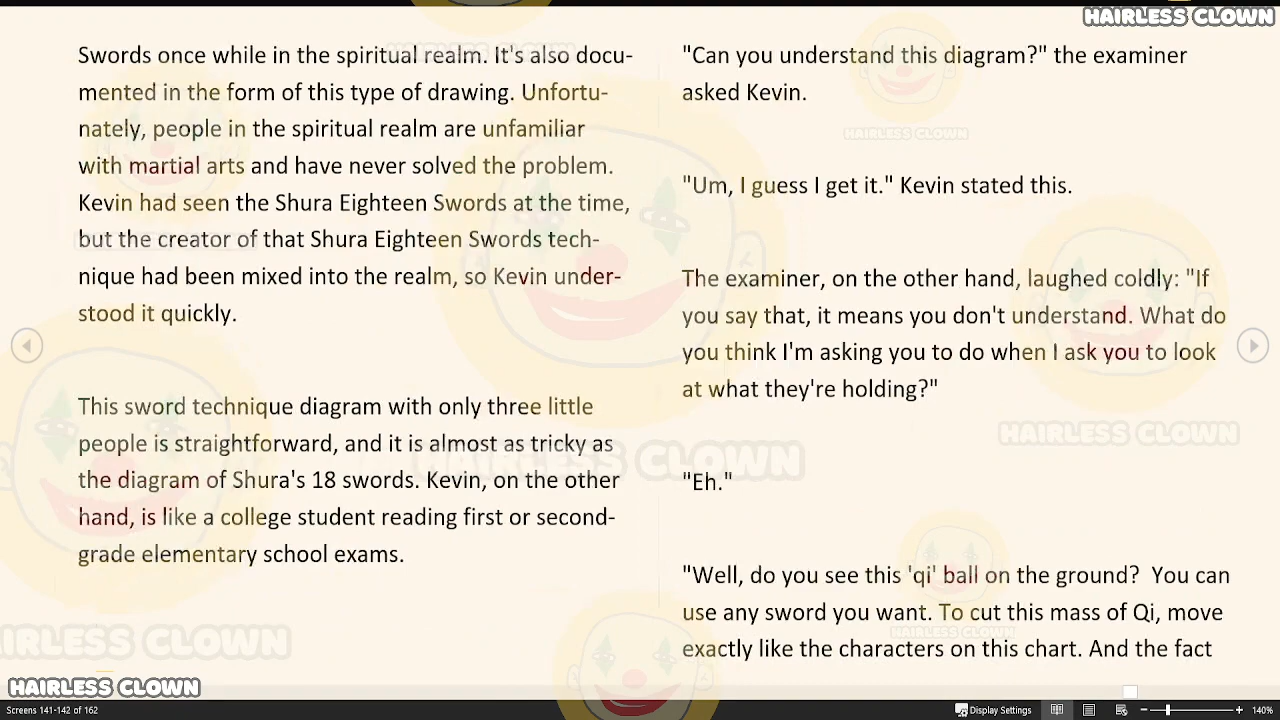 HAIRLESS CLOWN
Swords once while in the spiritual realm. It's also docu-
mented in the form of this type of drawing. Unfortu-
nately, people in the spiritual realm are unfamiliar
with martial arts and have never solved the problem.
Kevin had seen the Shura Eighteen Swords at the time,
but the creator of that Shura Eighteen Swords tech-
nique had been mixed into the realm, so Kevin under-
stood it quickly.
This sword technique diagram with only three little
people is straightforward, and it is almost as tricky as
the diagram of Shura's 18 swords. Kevin, on the other
hand, is like a college student reading first or second-
grade elementary school exams.
"Can you understand this diagram?" the examiner
asked Kevin.
HAIRLESS CLOWN
"Um, I guess I get it." Kevin stated this.
The examiner, on the other hand, laughed coldly: "If
you say that, it means you don't understand. What do
you think I'm asking you to do when I ask you to look
at what they're holding?"
HAIRLESS CLOWN
HAIRLESS CLOWN
"Eh."
"Well, do you see this 'qi' ball on the ground?  You can
use any sword you want. To cut this mass of Qi, move
HAIRLESS CLOWN
exactly like the characters on this chart. And the fact
HAIRLESS CLOWN
HAIRLESS CLOWN
Screens 141-142 of 162
Display Settings
140%